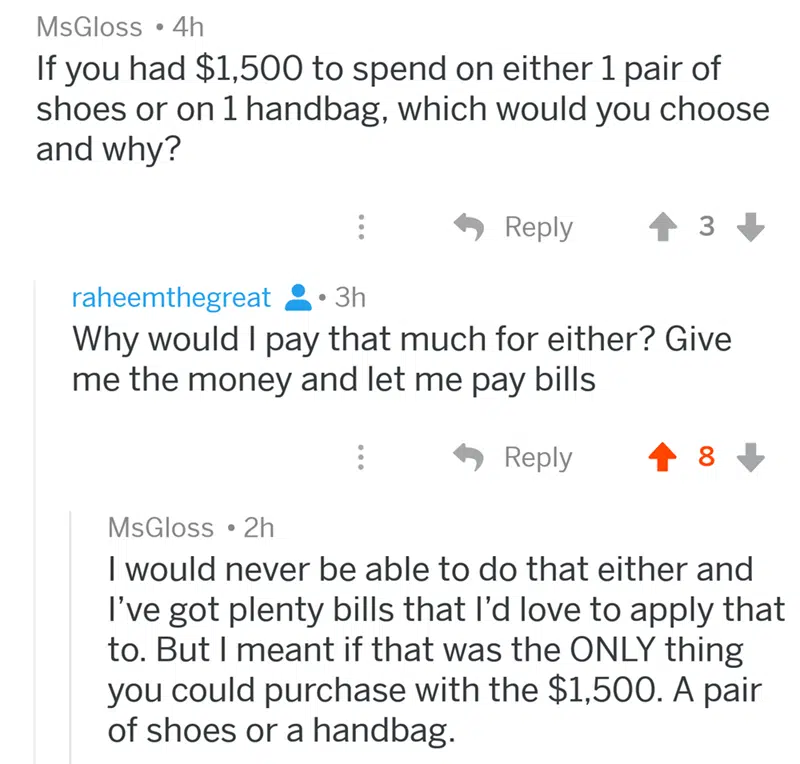 MsGloss • 4h
If you had $1,500 to spend on either 1 pair of
shoes or on 1 handbag, which would you choose
and why?
Reply 3
raheemthegreat • 3h
Why would I pay that much for either? Give
me the money and let me pay bills
Reply 8
MsGloss • 2h
I would never be able to do that either and
I've got plenty bills that I'd love to apply that
to. But I meant if that was the ONLY thing
you could purchase with the $1,500. A pair
of shoes or a handbag.